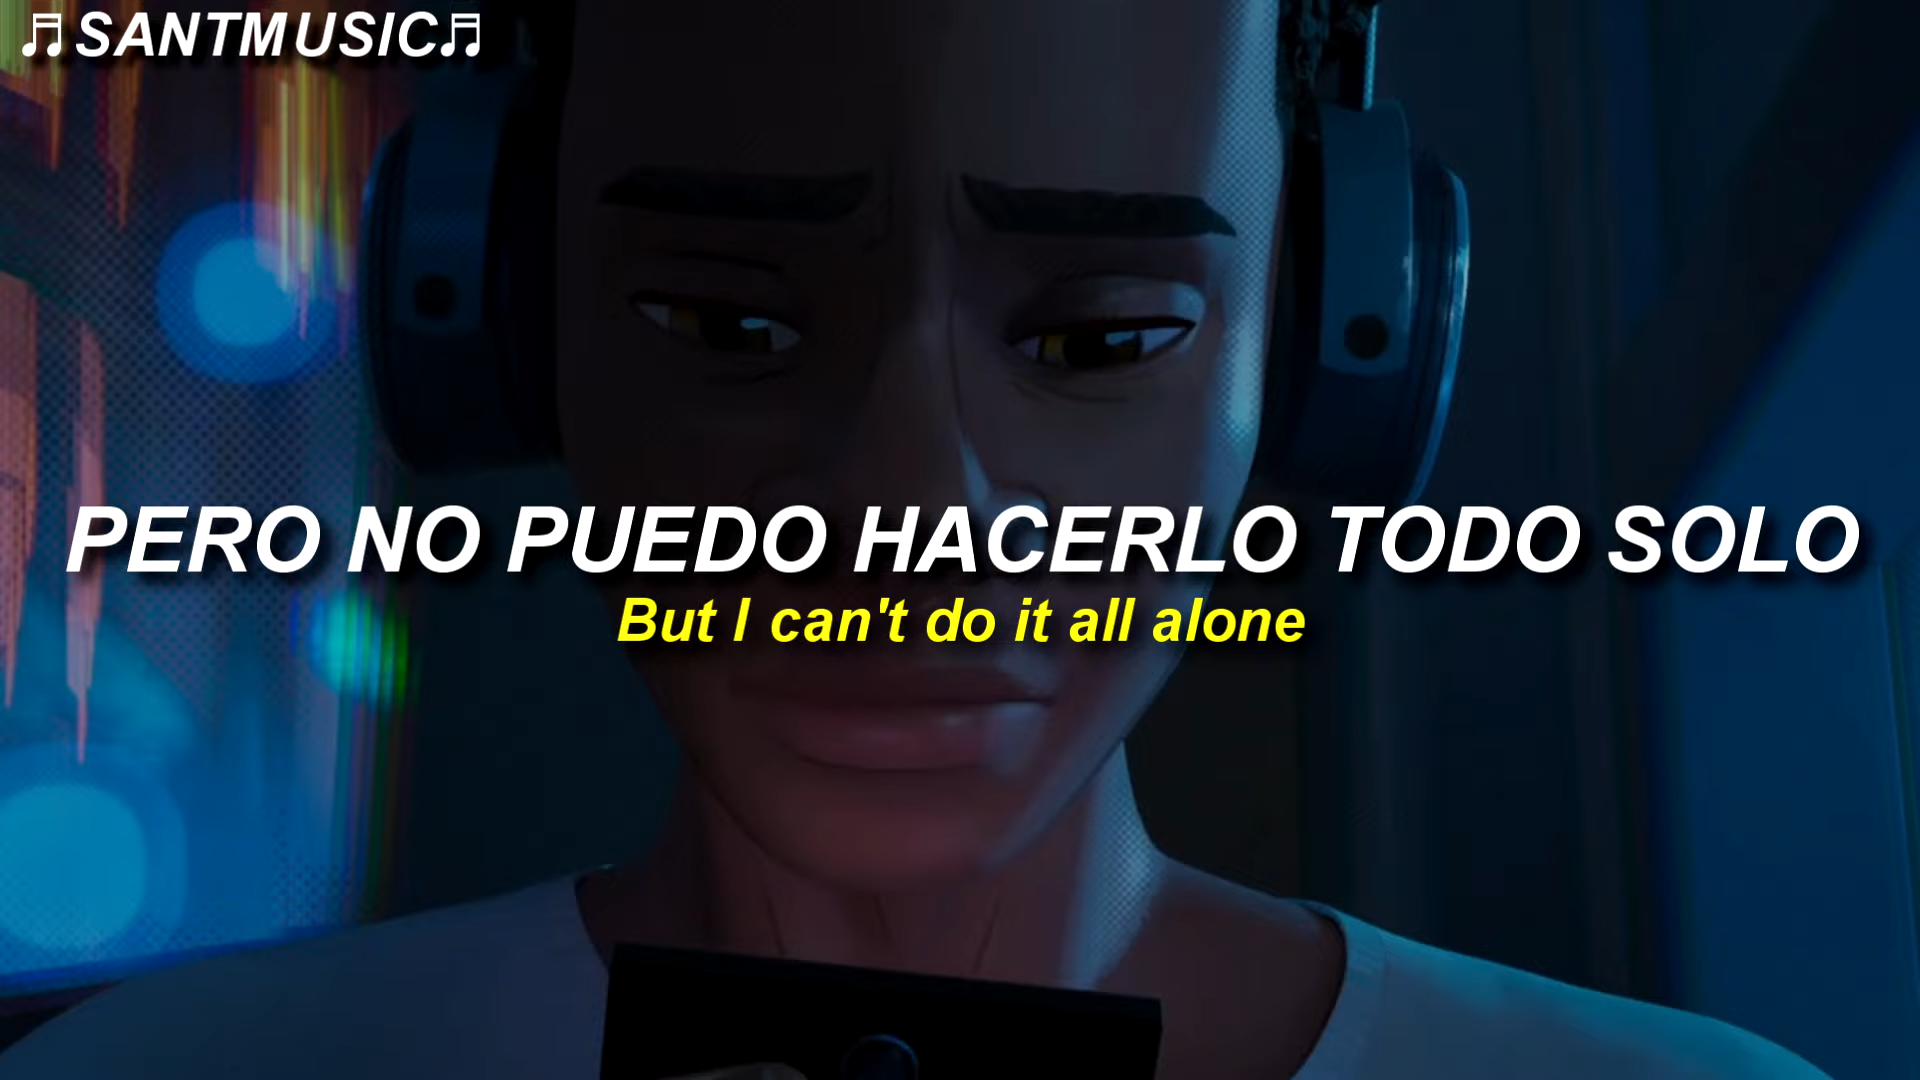 ♬SANTMUSIC♬
PERO NO PUEDO HACERLO TODO SOLO
But I can't do it all alone